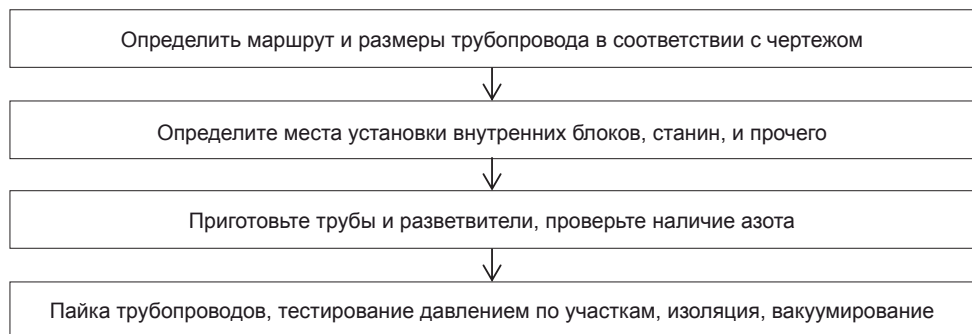 Определить маршрут и размеры трубопровода в соответствии с чертежом
Определите места установки внутренних блоков, станин, и прочего
Приготовьте трубы и разветвители, проверьте наличие азота
Пайка трубопроводов, тестирование давлением по участкам, изоляция, вакуумирование